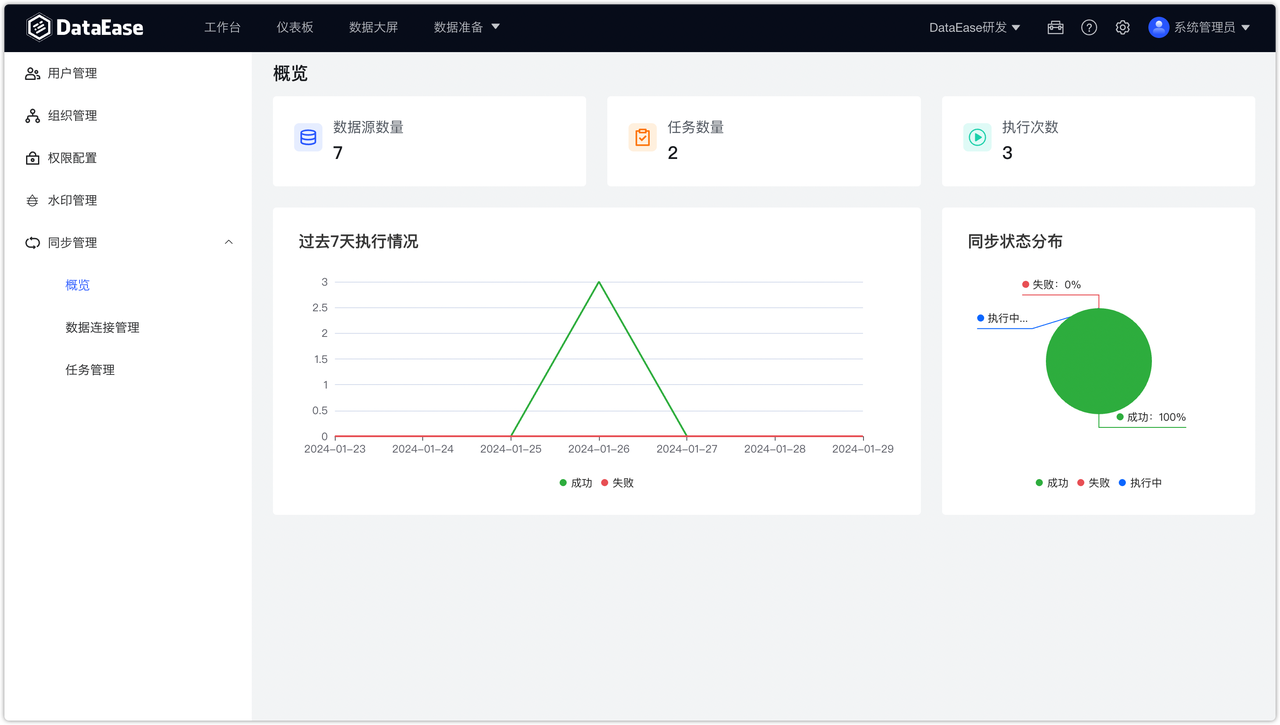 DataEase 工作台 仪表板 数据大屏 数据准备 DataEase研发 系统管理员
用户管理
组织管理
权限配置
水印管理
同步管理
概览
数据连接管理
任务管理
概览
数据源数量
7
任务数量
2
执行次数
3
过去7天执行情况
3
2.5
2
1.5
1
0.5
0
2024-01-23 2024-01-24 2024-01-25 2024-01-26 2024-01-27 2024-01-28 2024-01-29
成功 失败
同步状态分布
失败：0%
执行中...
成功：100%
成功 失败 执行中